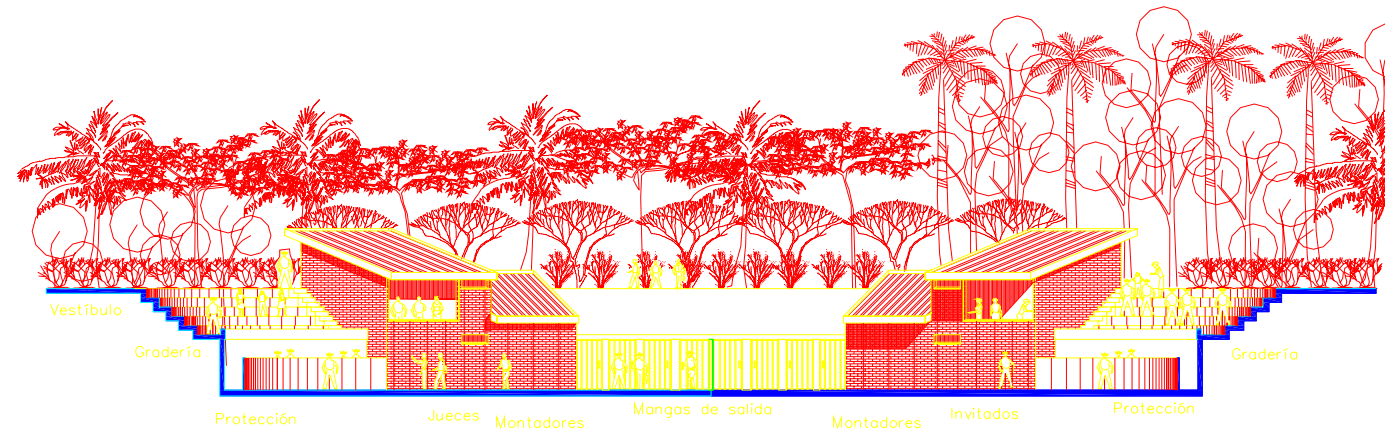 Vestíbulo
Gradería
Protección
Jueces
Montadores
Mangas de salida
Montadores
Invitados
Protección
Gradería